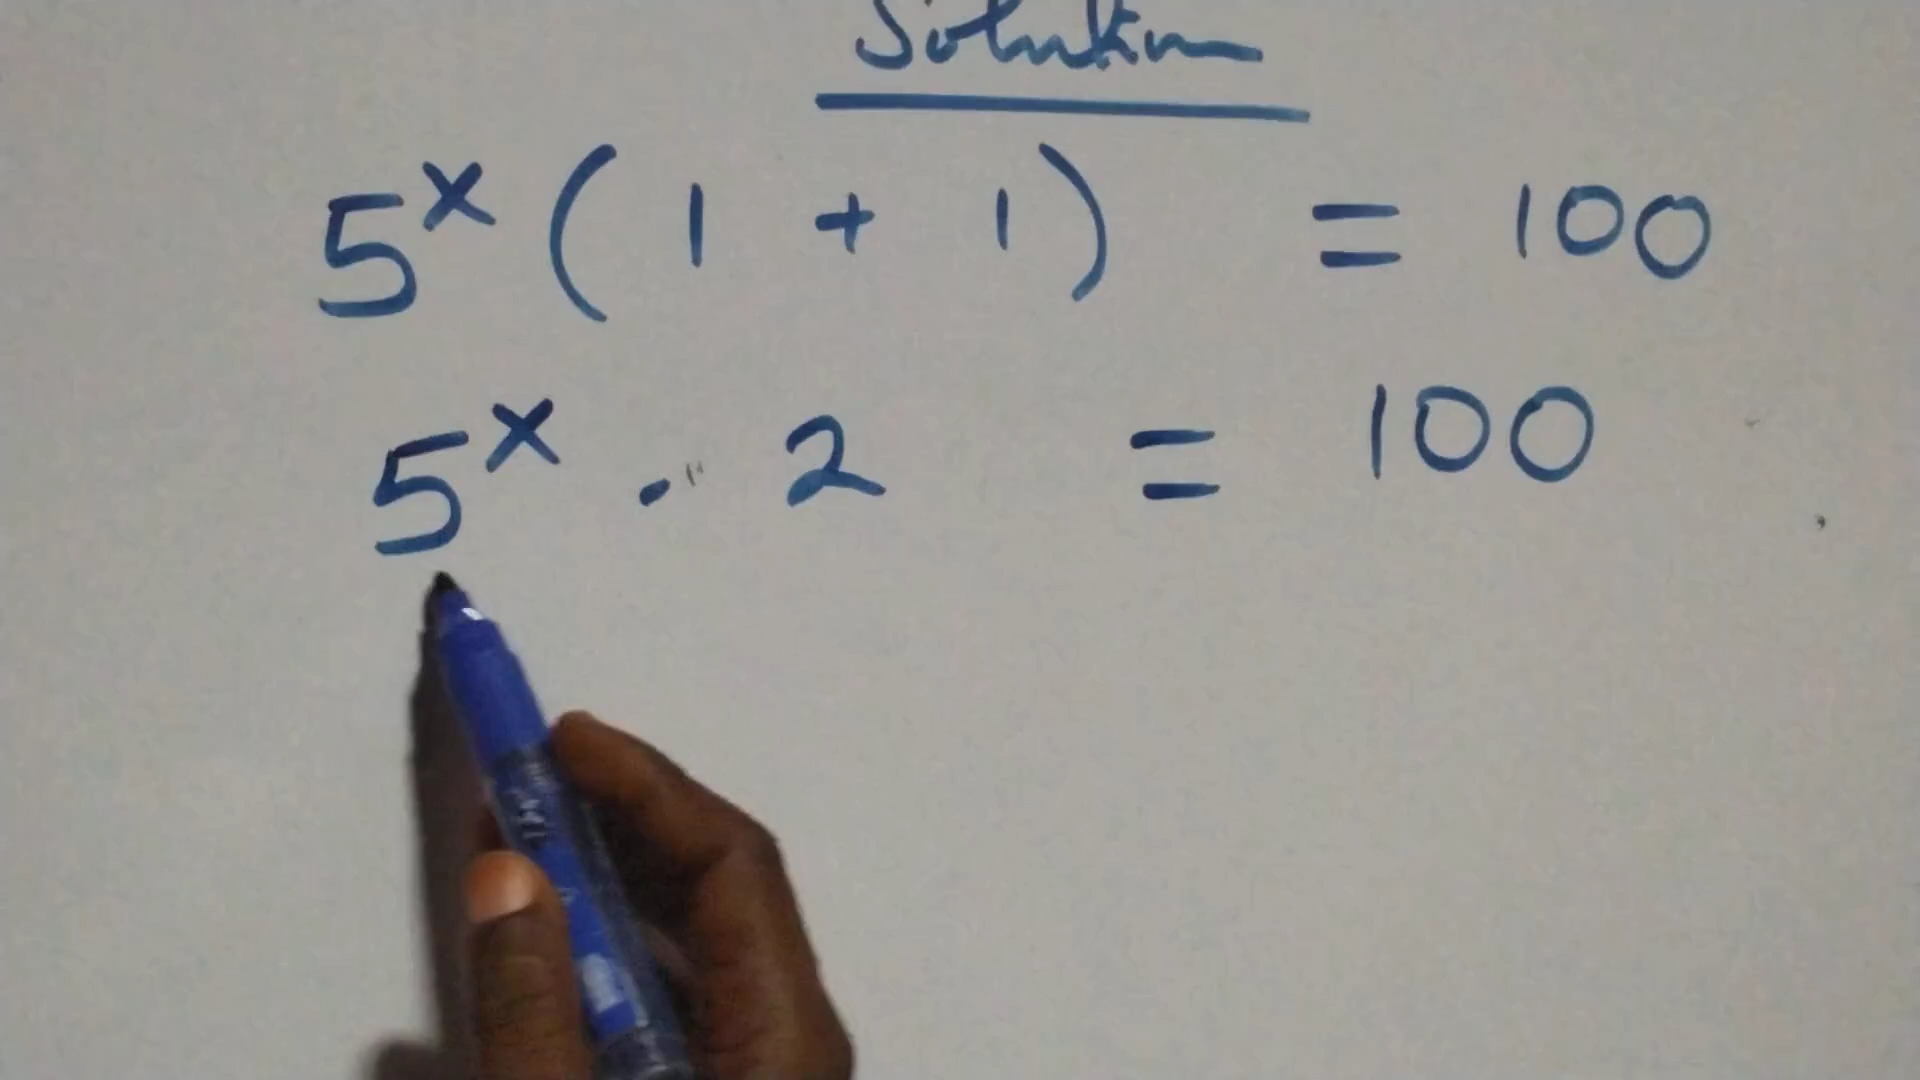 Solution
5^x ( 1 + 1 ) = 100
5^x . 2 = 100